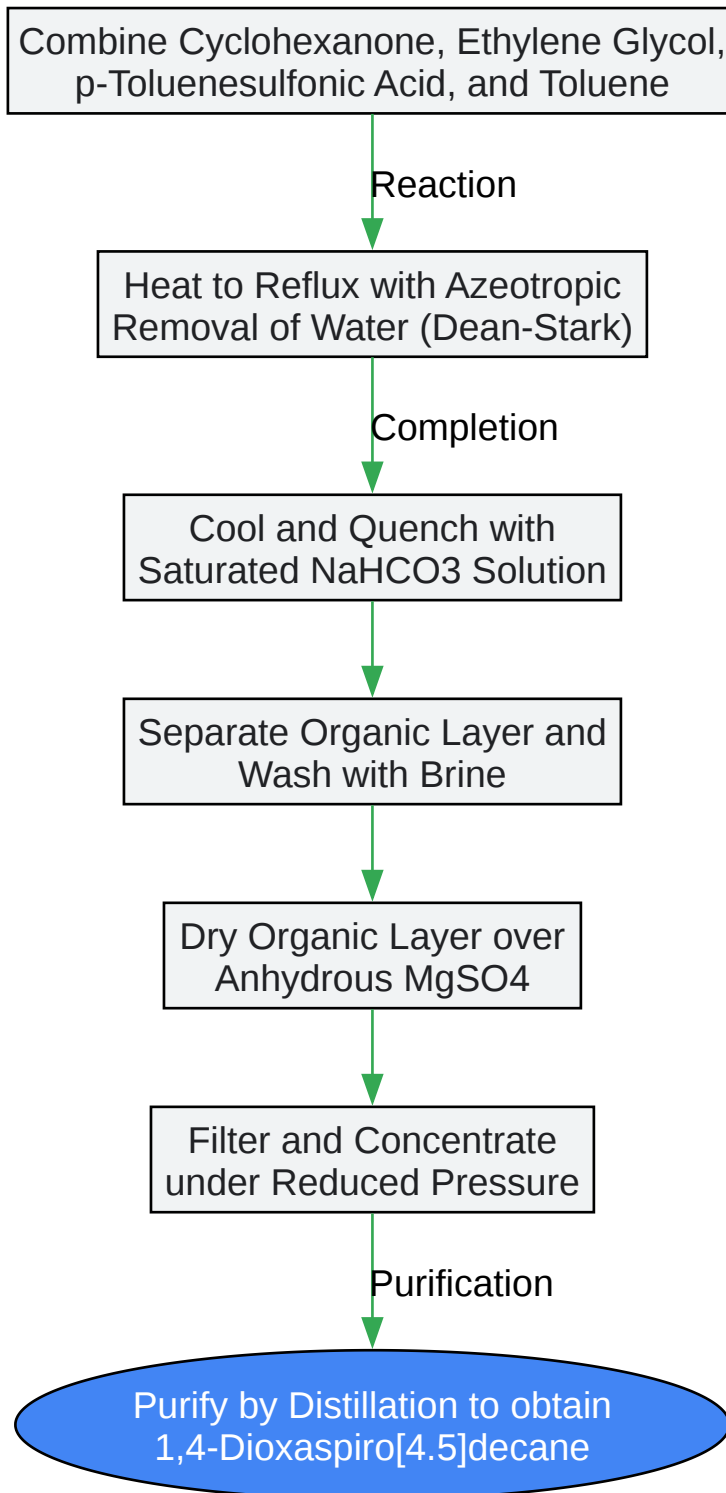 Combine Cyclohexanone, Ethylene Glycol,
p-Toluenesulfonic Acid, and Toluene
Reaction
Heat to Reflux with Azeotropic
Removal of Water (Dean-Stark)
Completion
Cool and Quench with
Saturated NaHCO3 Solution
Separate Organic Layer and
Wash with Brine
Dry Organic Layer over
Anhydrous MgSO4
Filter and Concentrate
under Reduced Pressure
Purification
Purify by Distillation to obtain
1,4-Dioxaspiro[4.5]decane